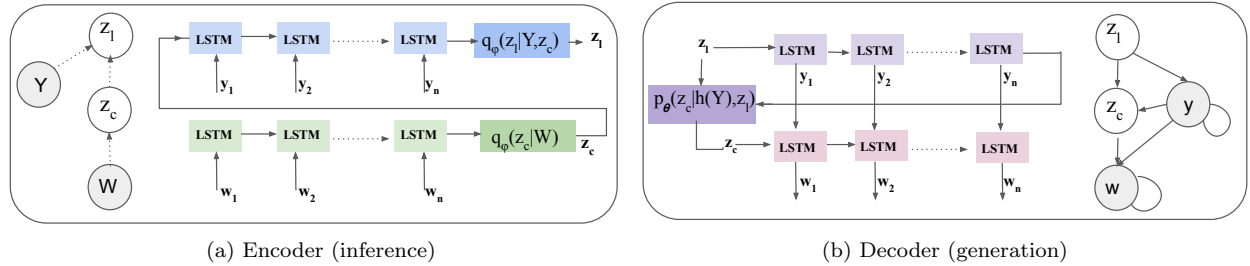 z_l
Y
z_c
W
LSTM LSTM LSTM q_φ(z_l|Y,z_c) z_l
y_1 y_2 y_n
LSTM LSTM LSTM q_φ(z_c|W) z_c
w_1 w_2 w_n
(a) Encoder (inference)
z_l LSTM LSTM LSTM
y_1 y_2 y_n
p_θ(z_c|h(Y),z_l)
z_c LSTM LSTM LSTM
w_1 w_2 w_n
z_l
z_c
y
w
(b) Decoder (generation)